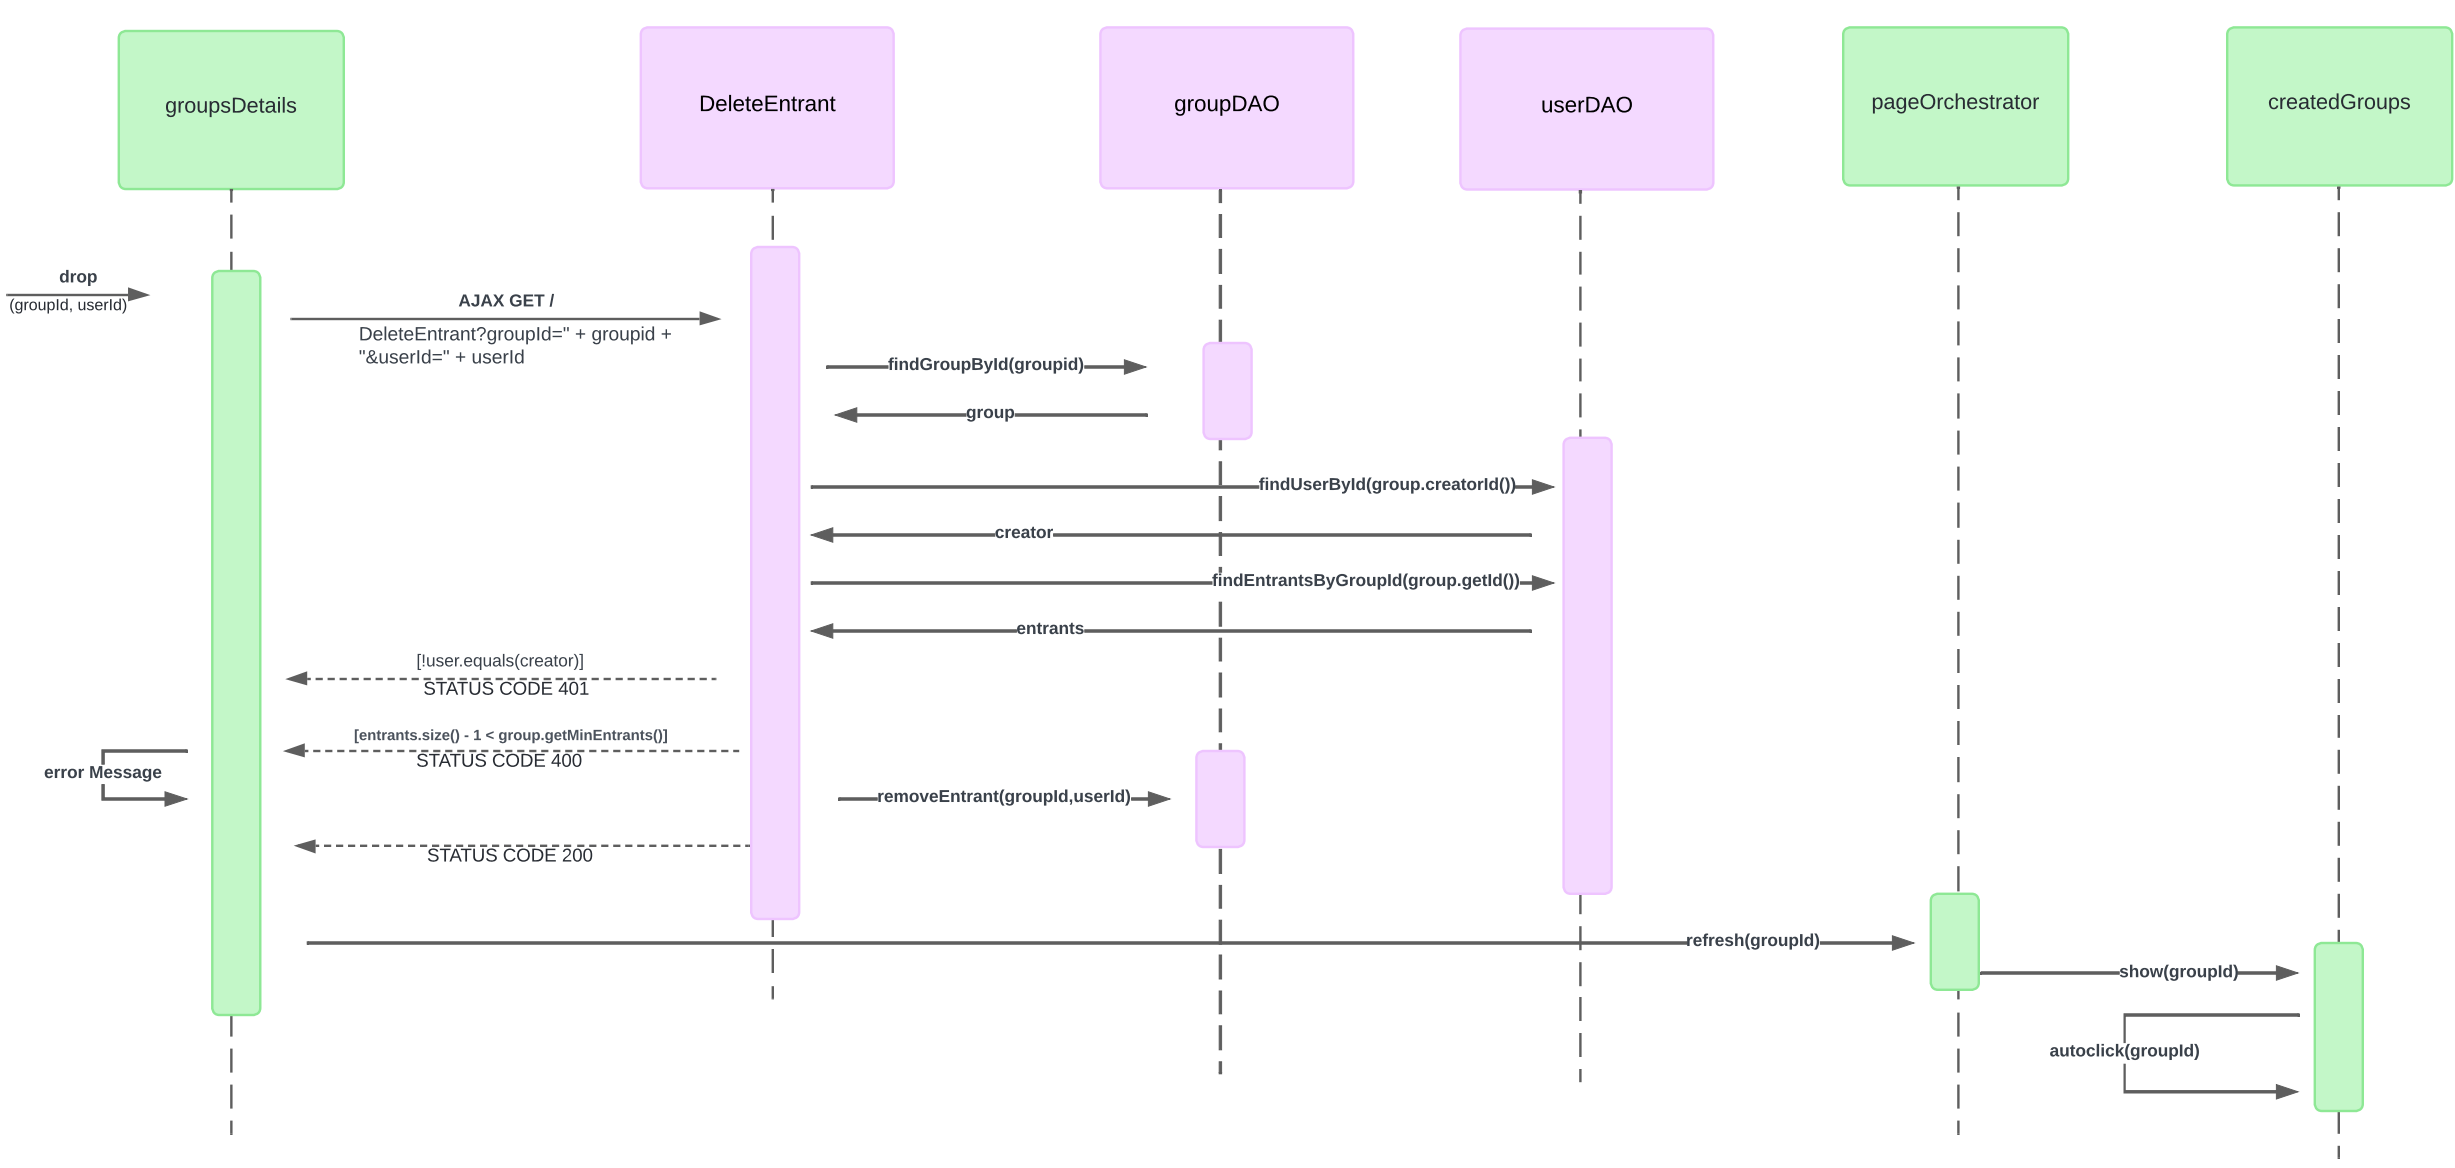 groupsDetails
DeleteEntrant
groupDAO
userDAO
pageOrchestrator
createdGroups
drop
(groupId, userId)
AJAX GET /
DeleteEntrant?groupId=" + groupid +
"&userId=" + userId
findGroupById(groupid)
group
findUserById(group.creatorId())
creator
findEntrantsByGroupId(group.getId())
entrants
[!user.equals(creator)]
STATUS CODE 401
[entrants.size() - 1 < group.getMinEntrants()]
STATUS CODE 400
error Message
removeEntrant(groupId,userId)
STATUS CODE 200
refresh(groupId)
show(groupId)
autoclick(groupId)